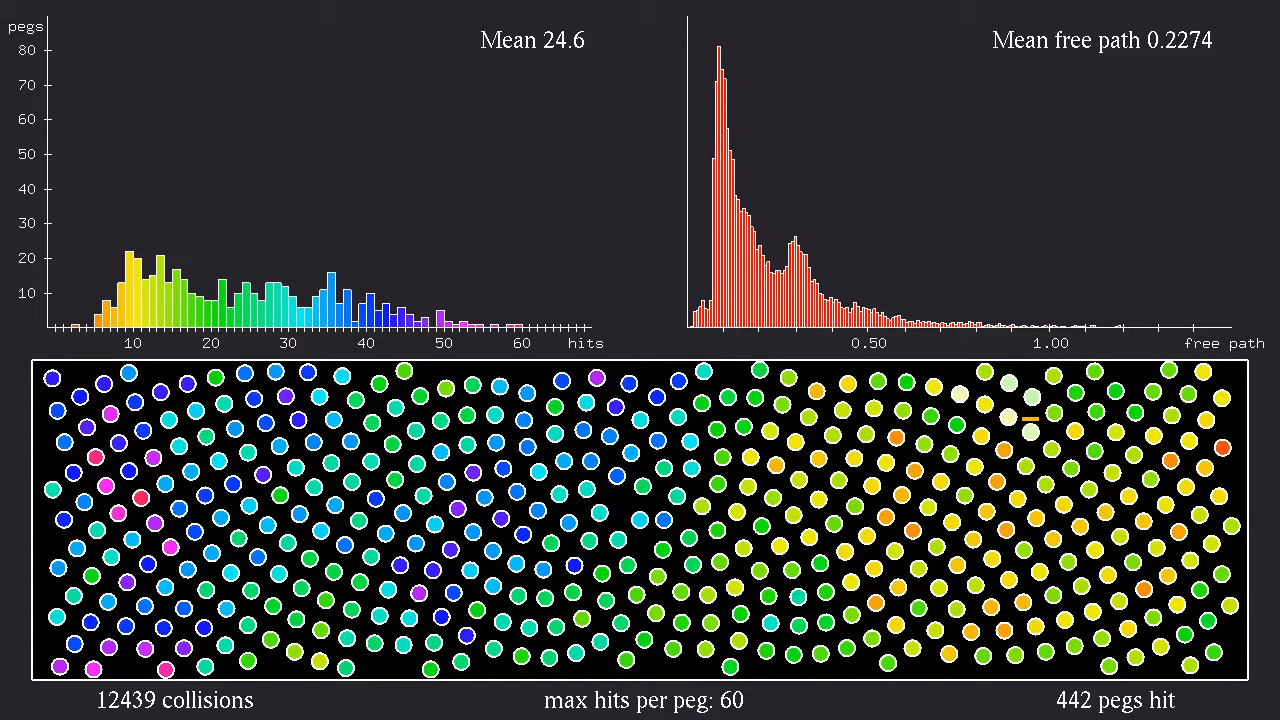 pegs
Mean 24.6
80
70
60
50
40
30
20
10
10 20 30 40 50 60 hits
Mean free path 0.2274
0.50 1.00 free path
12439 collisions
max hits per peg: 60
442 pegs hit